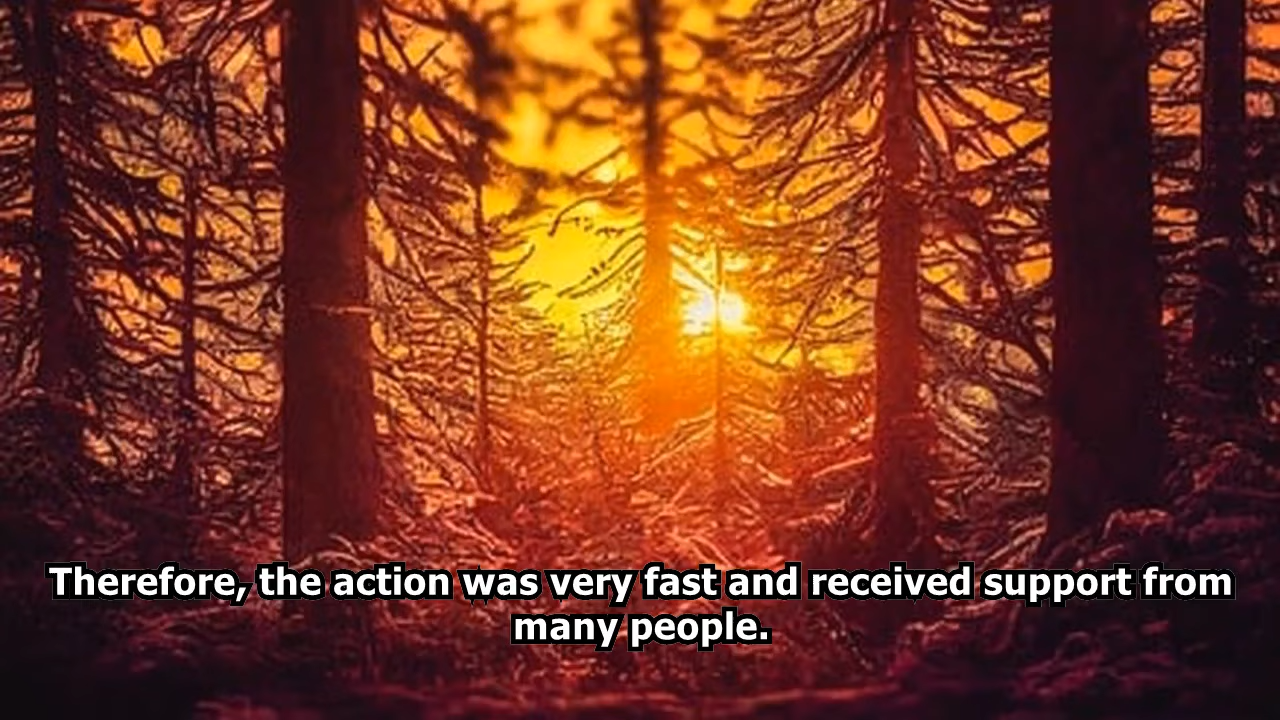 Therefore, the action was very fast and received support from
many people.